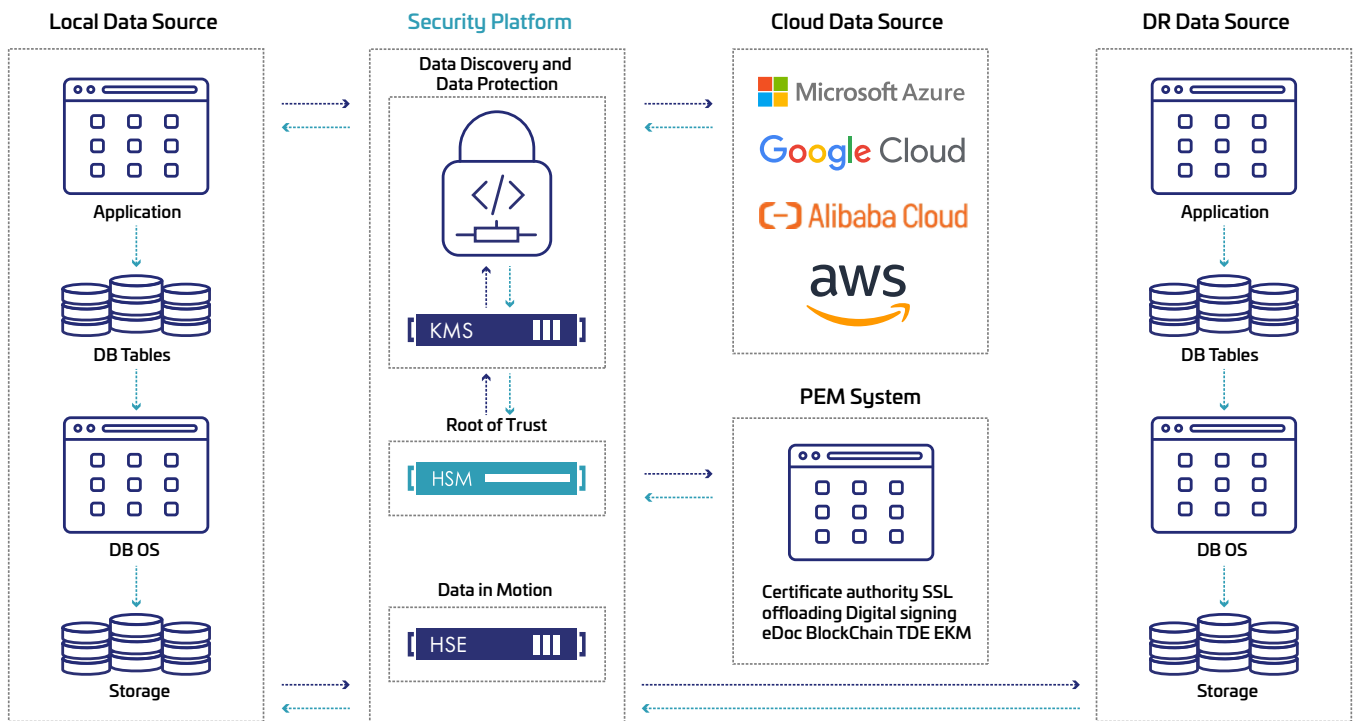 Local Data Source
Application
DB Tables
DB OS
Storage
Security Platform
Data Discovery and
Data Protection
KMS
Root of Trust
HSM
Data in Motion
HSE
Cloud Data Source
Microsoft Azure
Google Cloud
Alibaba Cloud
aws
PEM System
Certificate authority SSL
offloading Digital signing
eDoc BlockChain TDE EKM
DR Data Source
Application
DB Tables
DB OS
Storage